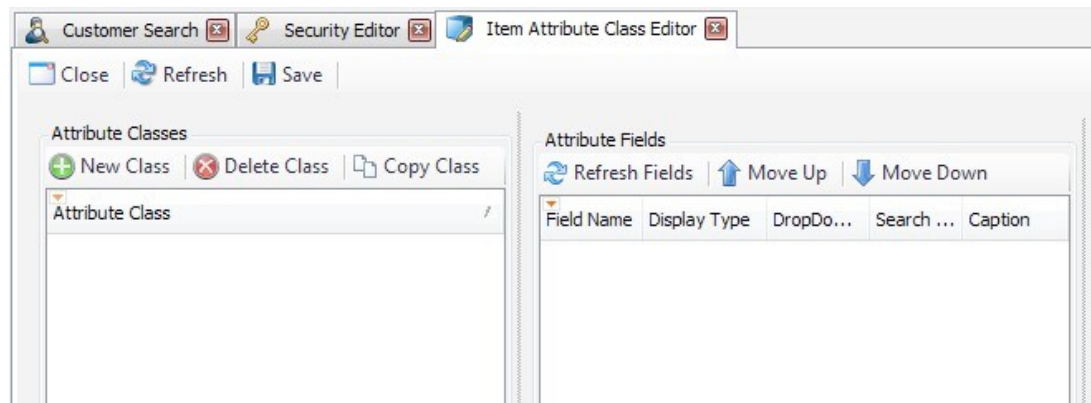 Customer Search Security Editor Item Attribute Class Editor
Close Refresh Save
Attribute Classes
New Class Delete Class Copy Class
Attribute Class
Attribute Fields
Refresh Fields Move Up Move Down
Field Name Display Type DropDo... Search ... Caption